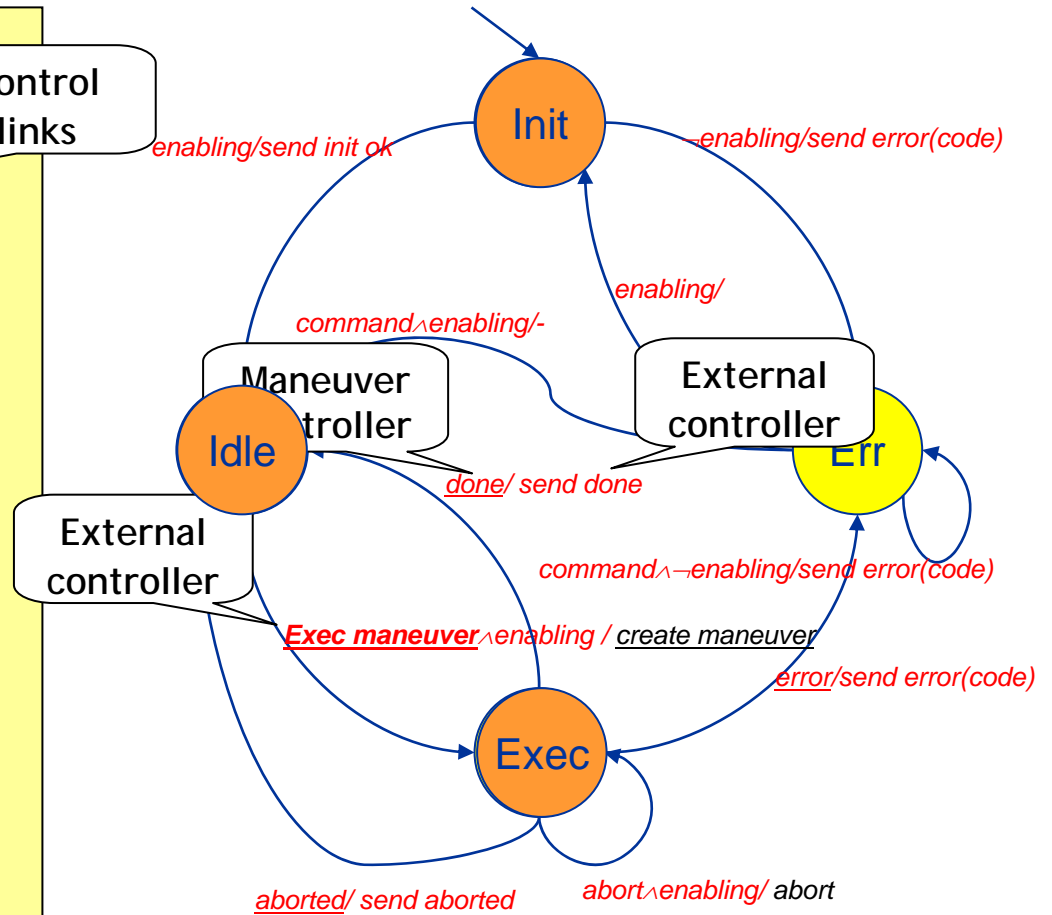 links
Init
enabling/send init ok
¬enabling/send error(code)
enabling/
command∧enabling/-
Maneuver
External
controller
Idle
Err
done/ send done
External
controller
command∧¬enabling/send error(code)
Exec maneuver∧enabling / create maneuver
error/send error(code)
Exec
aborted/ send aborted
abort∧enabling/ abort